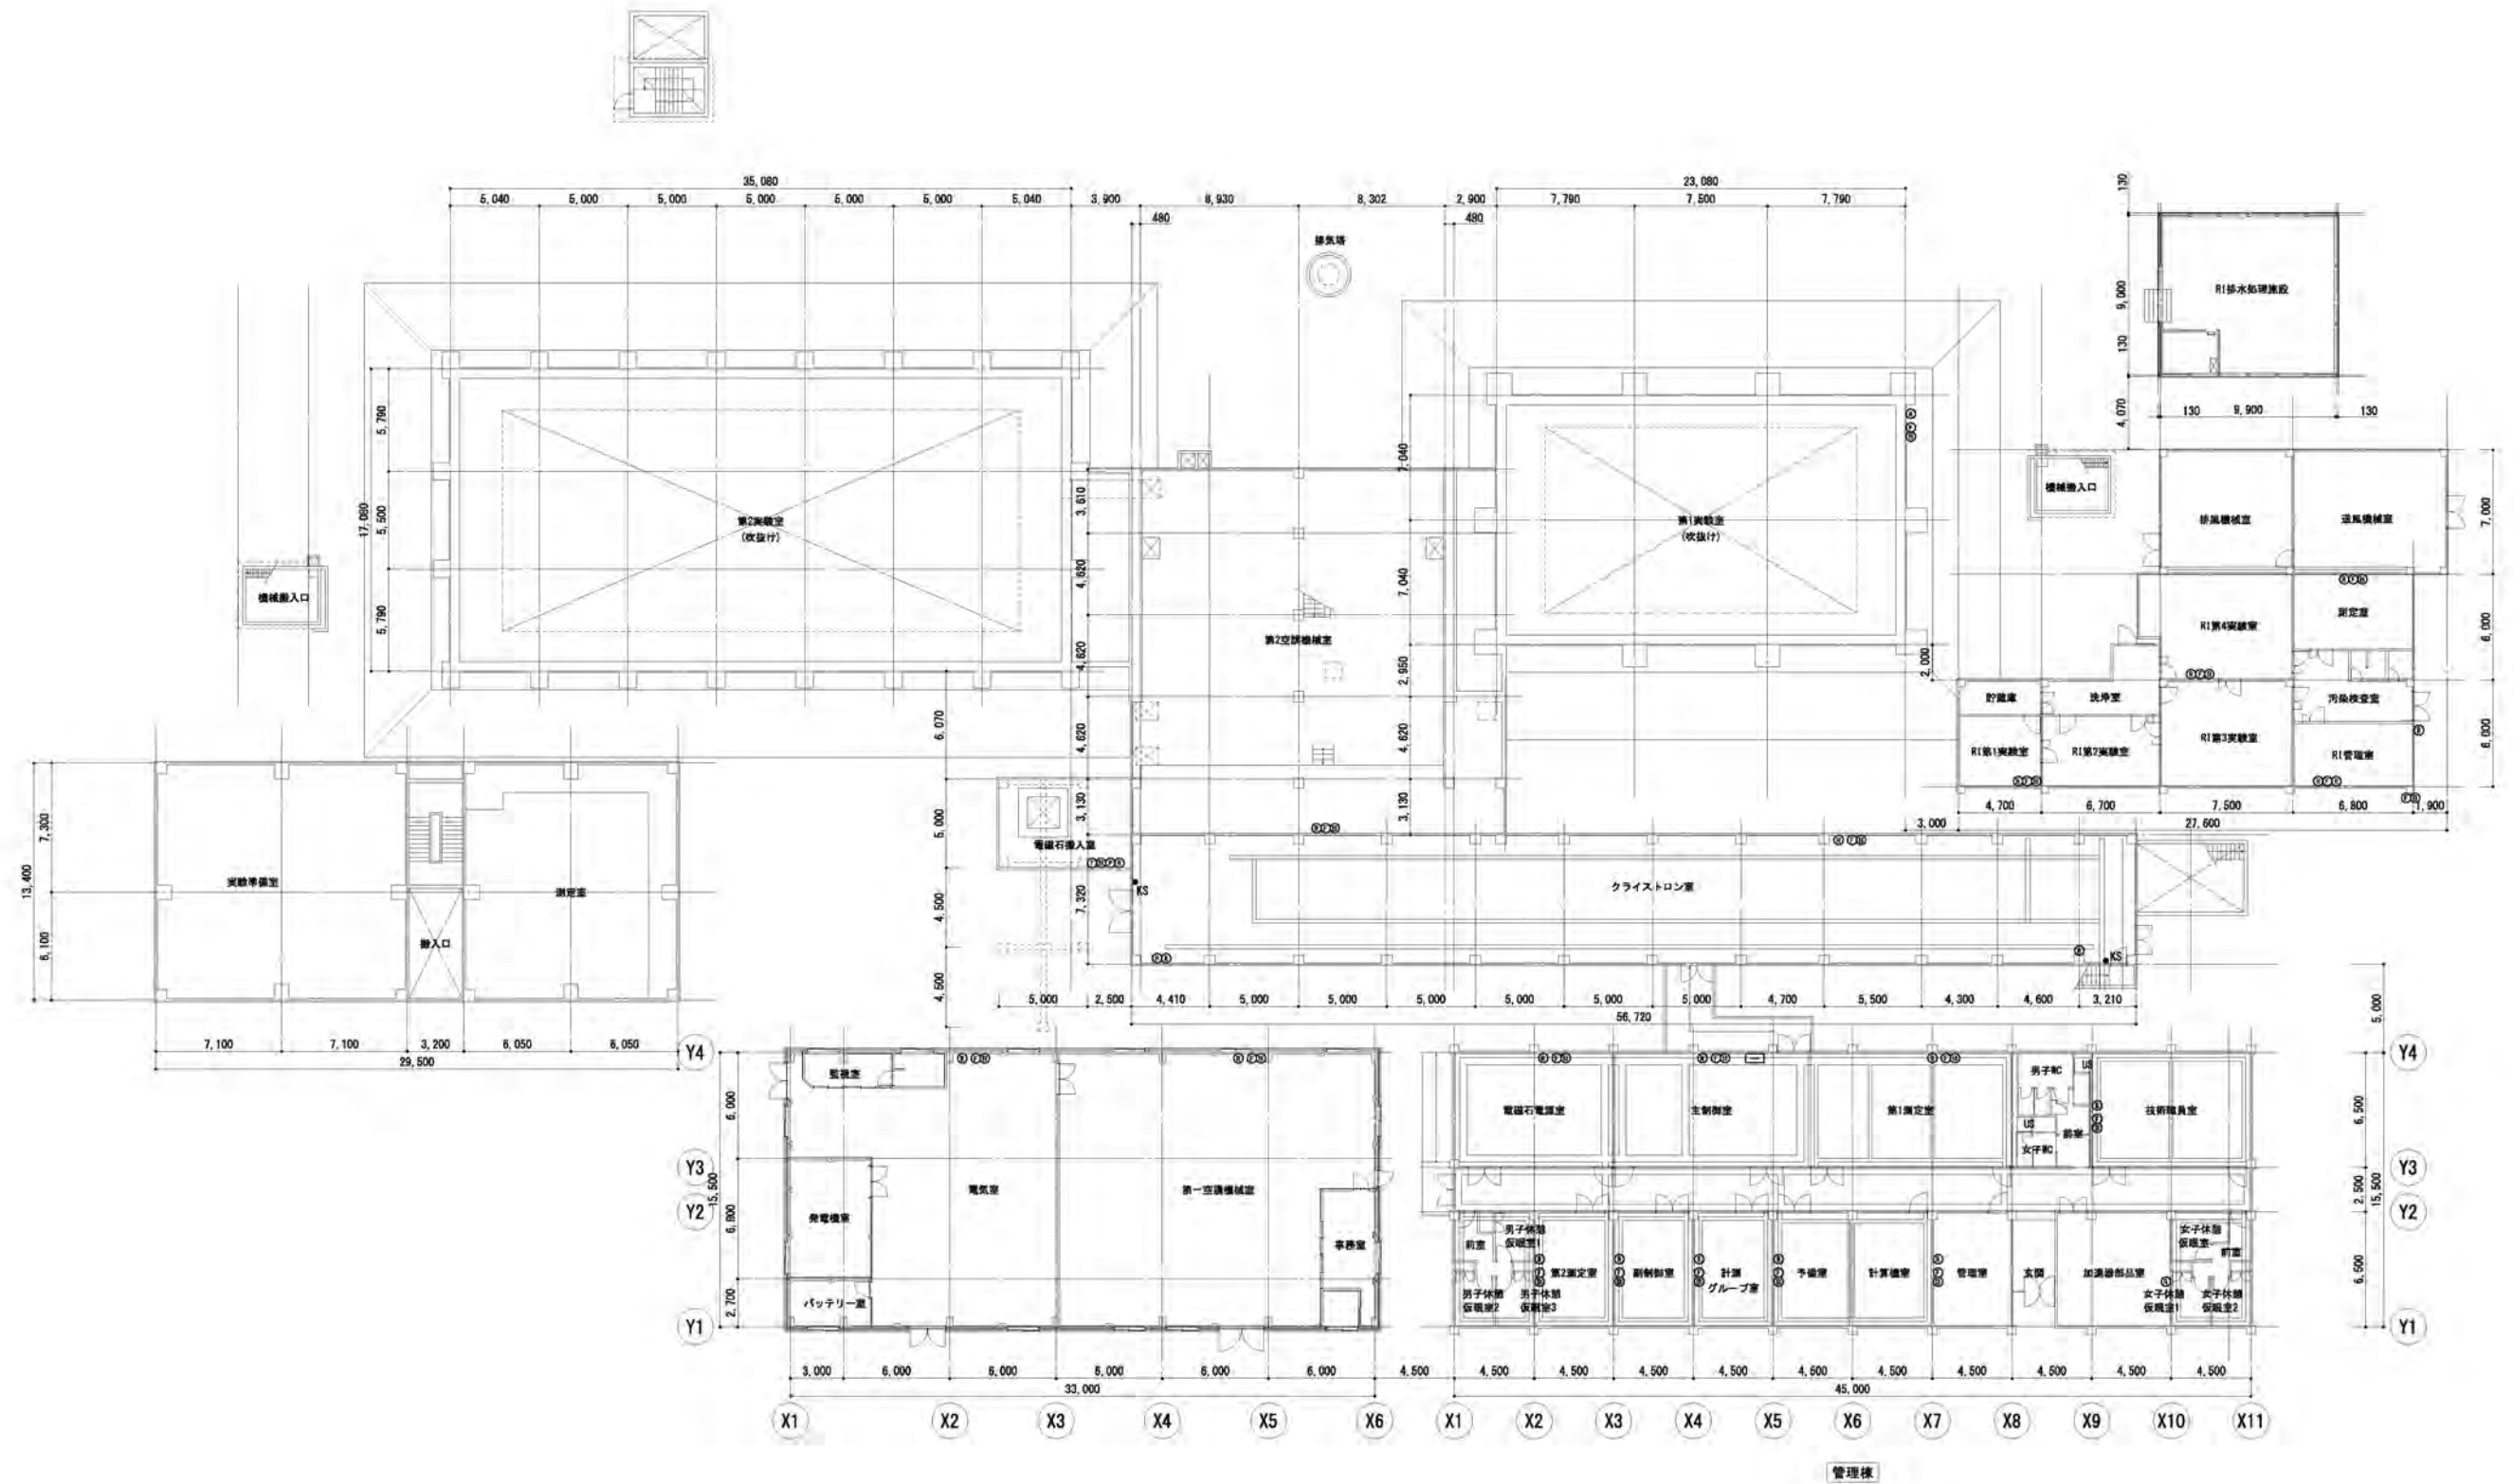 35,080
23,080
5,040 5,000 5,000 5,000 5,000 5,000 5,040 3,900 8,930 8,302 2,900 7,790 7,500 7,790
480 480
130
9,000
130
4,070
排気塔
RI排水処理施設
130 9,900 130
17,080
5,790
5,500
5,790
第2実験室
(吹抜け)
3,610
4,620
4,620
4,620
3,130
7,320
第2空調機械室
7,040
7,040
2,950
4,620
3,130
第1実験室
(吹抜け)
2,000
機械搬入口
機械搬入口
排風機械室
送風機械室
7,000
6,000
6,000
RI第4実験室
測定室
貯蔵庫
洗浄室
汚染検査室
RI第1実験室
RI第2実験室
RI第3実験室
RI管理室
4,700 6,700 7,500 6,800 1,900
3,000 27,600
6,070
5,000
4,500
4,500
電磁石搬入室
KS
クライストロン室
KS
13,400
7,300
6,100
実験準備室
搬入口
測定室
7,100 7,100 3,200 6,050 6,050
29,500
5,000 2,500 4,410 5,000 5,000 5,000 5,000 5,000 5,000 4,700 5,500 4,300 4,600 3,210
56,720
5,000
Y4
Y3
Y2
Y1
15,500
6,000
6,800
2,700
監視室
発電機室
バッテリー室
電気室
第一空調機械室
事務室
電磁石電源室
主制御室
第1測定室
男子WC
US
US
前室
女子WC
技術職員室
前室
男子休憩
仮眠室1
男子休憩
仮眠室2
男子休憩
仮眠室3
第2測定室
副制御室
計測
グループ室
予備室
計算機室
管理室
玄関
加速器部品室
女子休憩
仮眠室
前室
女子休憩
仮眠室1
女子休憩
仮眠室2
6,500
2,500
6,500
15,500
Y4
Y3
Y2
Y1
3,000 6,000 6,000 6,000 6,000 6,000 4,500 4,500 4,500 4,500 4,500 4,500 4,500 4,500 4,500 4,500 4,500
33,000 45,000
X1 X2 X3 X4 X5 X6 X1 X2 X3 X4 X5 X6 X7 X8 X9 X10 X11
管理棟